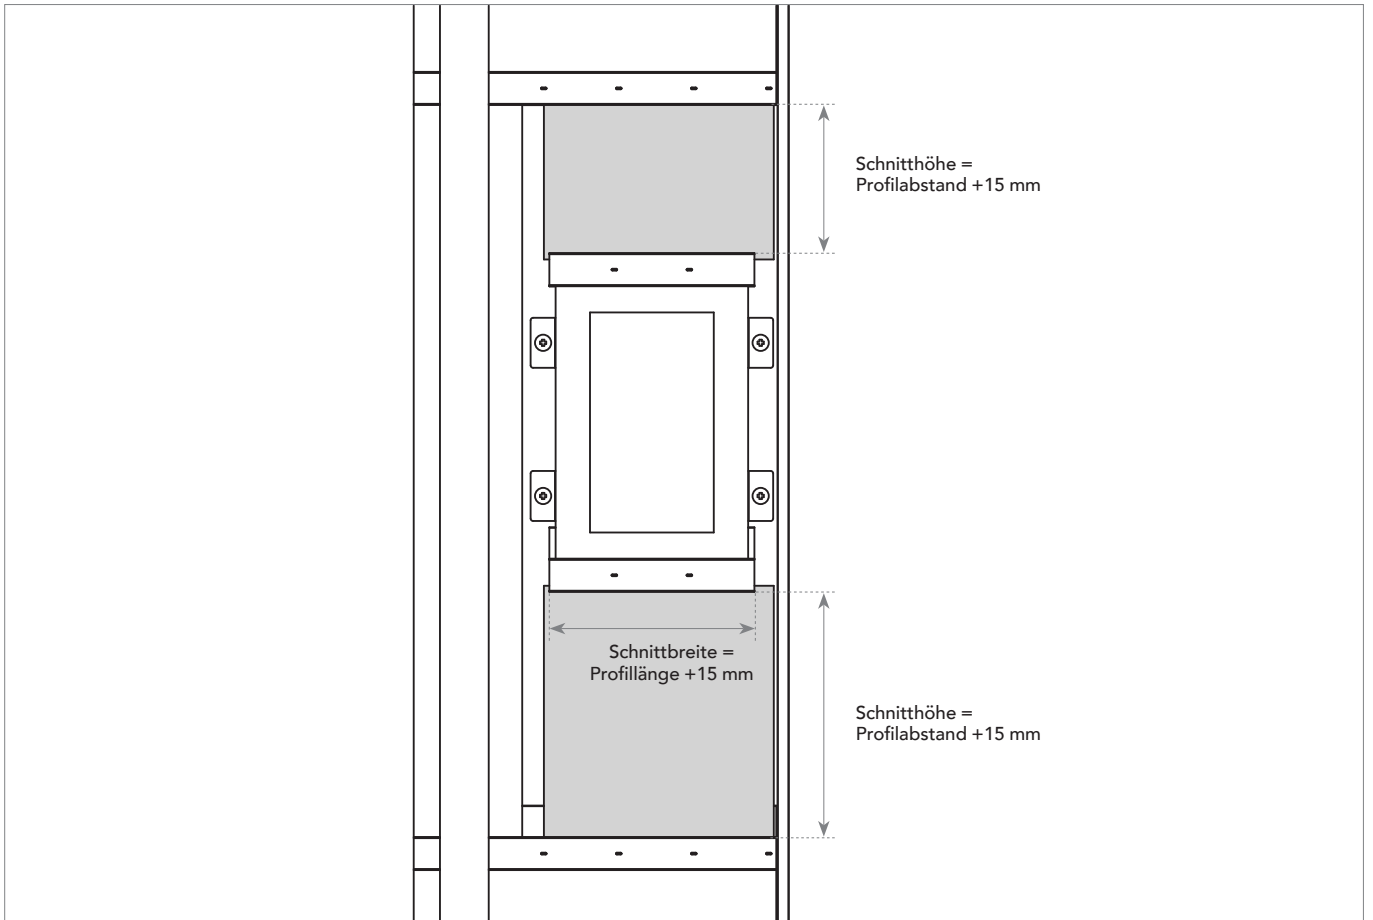 Schnitthöhe =
Profilabstand +15 mm
Schnittbreite =
Profillänge +15 mm
Schnitthöhe =
Profilabstand +15 mm